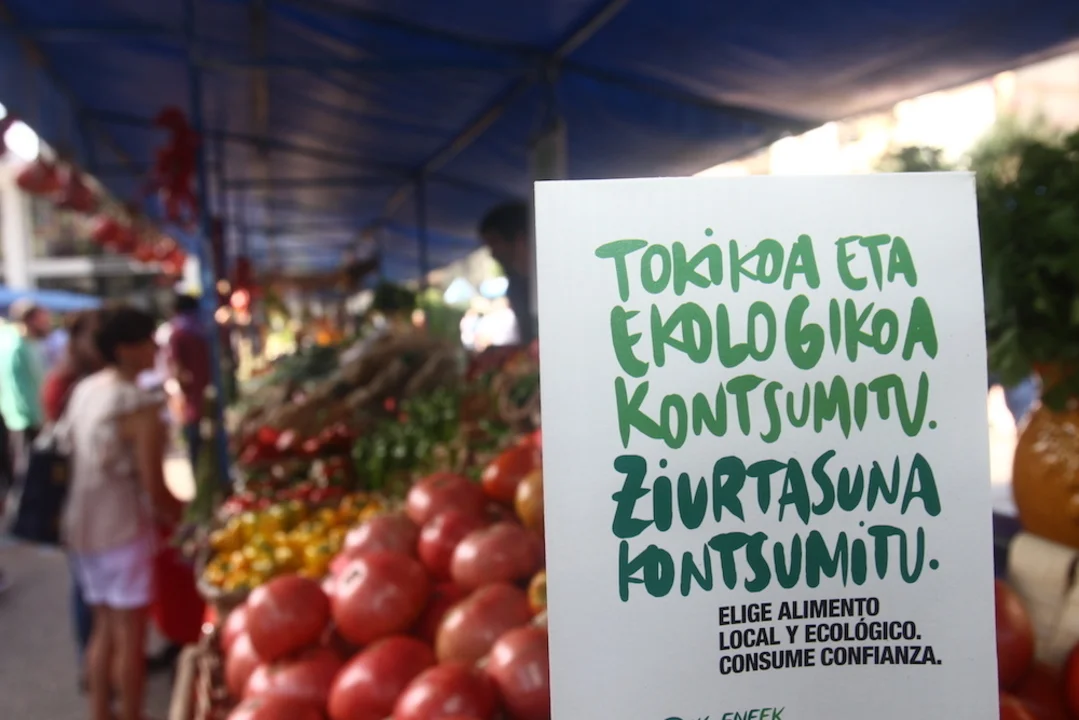 TOKIKOA ETA
EKOLOGIKOA
KONTSUMITU.
ZIURTASUNA
KONTSUMITU.
ELIGE ALIMENTO
LOCAL Y ECOLÓGICO.
CONSUME CONFIANZA.